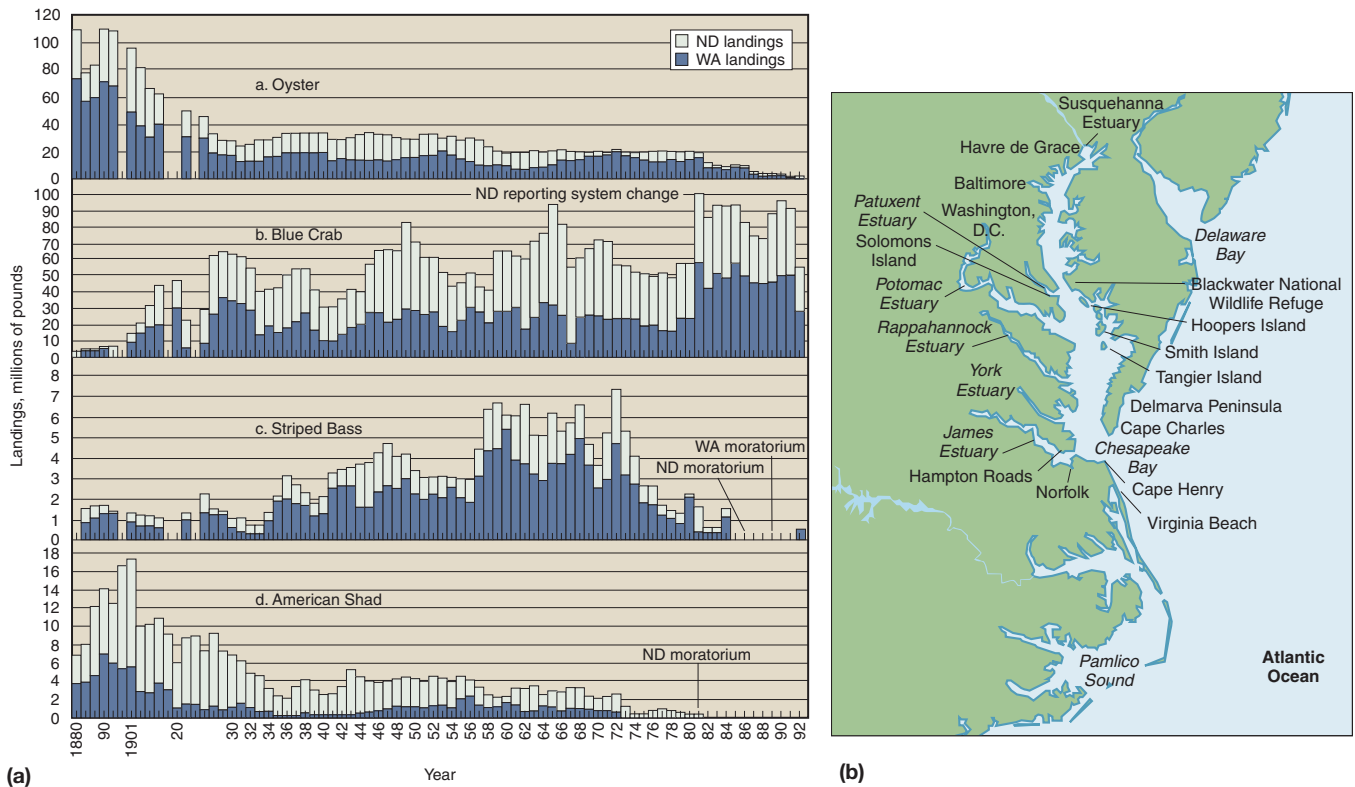 Landings, millions of pounds
120
100
80
60
40
20
0
ND landings
WA landings
a. Oyster
100
90
80
70
60
50
40
30
20
10
0
ND reporting system change
b. Blue Crab
8
7
6
5
4
3
2
1
0
c. Striped Bass
WA moratorium
ND moratorium
18
16
14
12
10
8
6
4
2
0
d. American Shad
ND moratorium
1880 90 1901 20 30 32 34 36 38 40 42 44 46 48 50 52 54 56 58 60 62 64 66 68 70 72 74 76 78 80 82 84 86 88 90 92
Year
(a)
Susquehanna
Estuary
Havre de Grace
Baltimore
Patuxent
Estuary
Washington,
D.C.
Solomons
Island
Delaware
Bay
Potomac
Estuary
Blackwater National
Wildlife Refuge
Hoopers Island
Rappahannock
Estuary
Smith Island
Tangier Island
York
Estuary
Delmarva Peninsula
Cape Charles
James
Estuary
Chesapeake
Bay
Hampton Roads
Norfolk
Cape Henry
Virginia Beach
Pamlico
Sound
Atlantic
Ocean
(b)